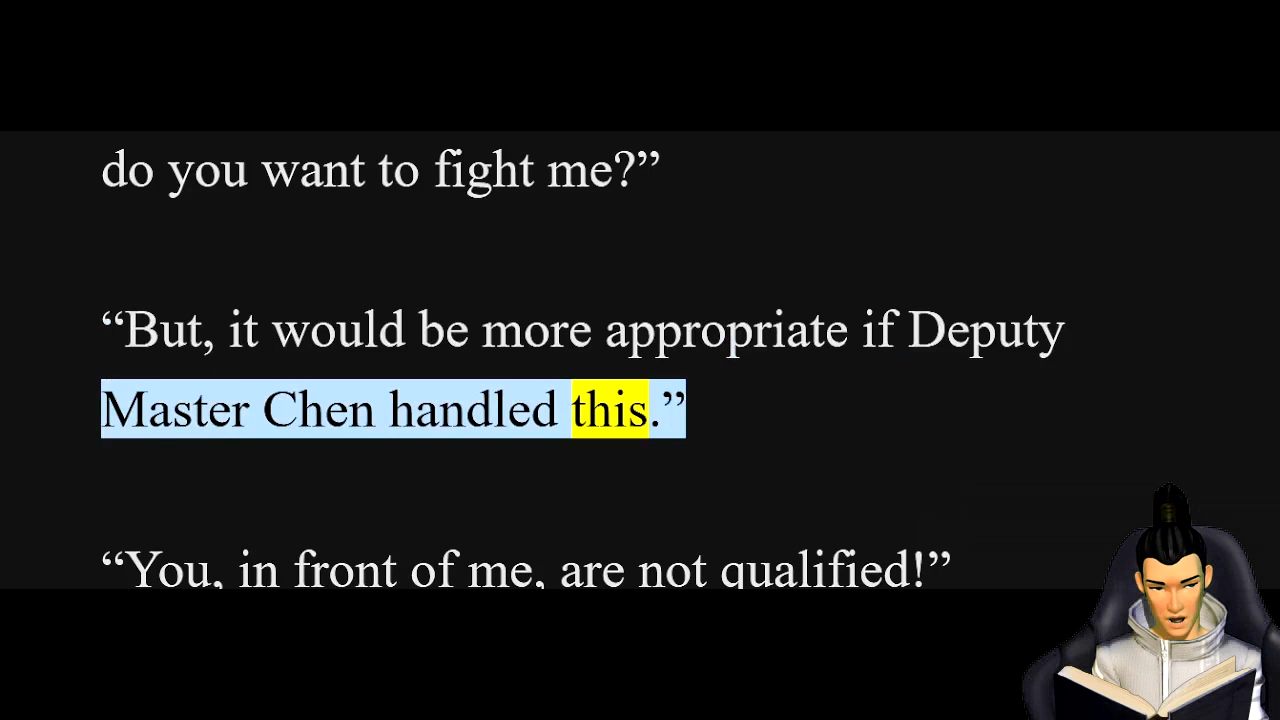 do you want to fight me?”
“But, it would be more appropriate if Deputy
Master Chen handled this.”
“You, in front of me, are not qualified!”